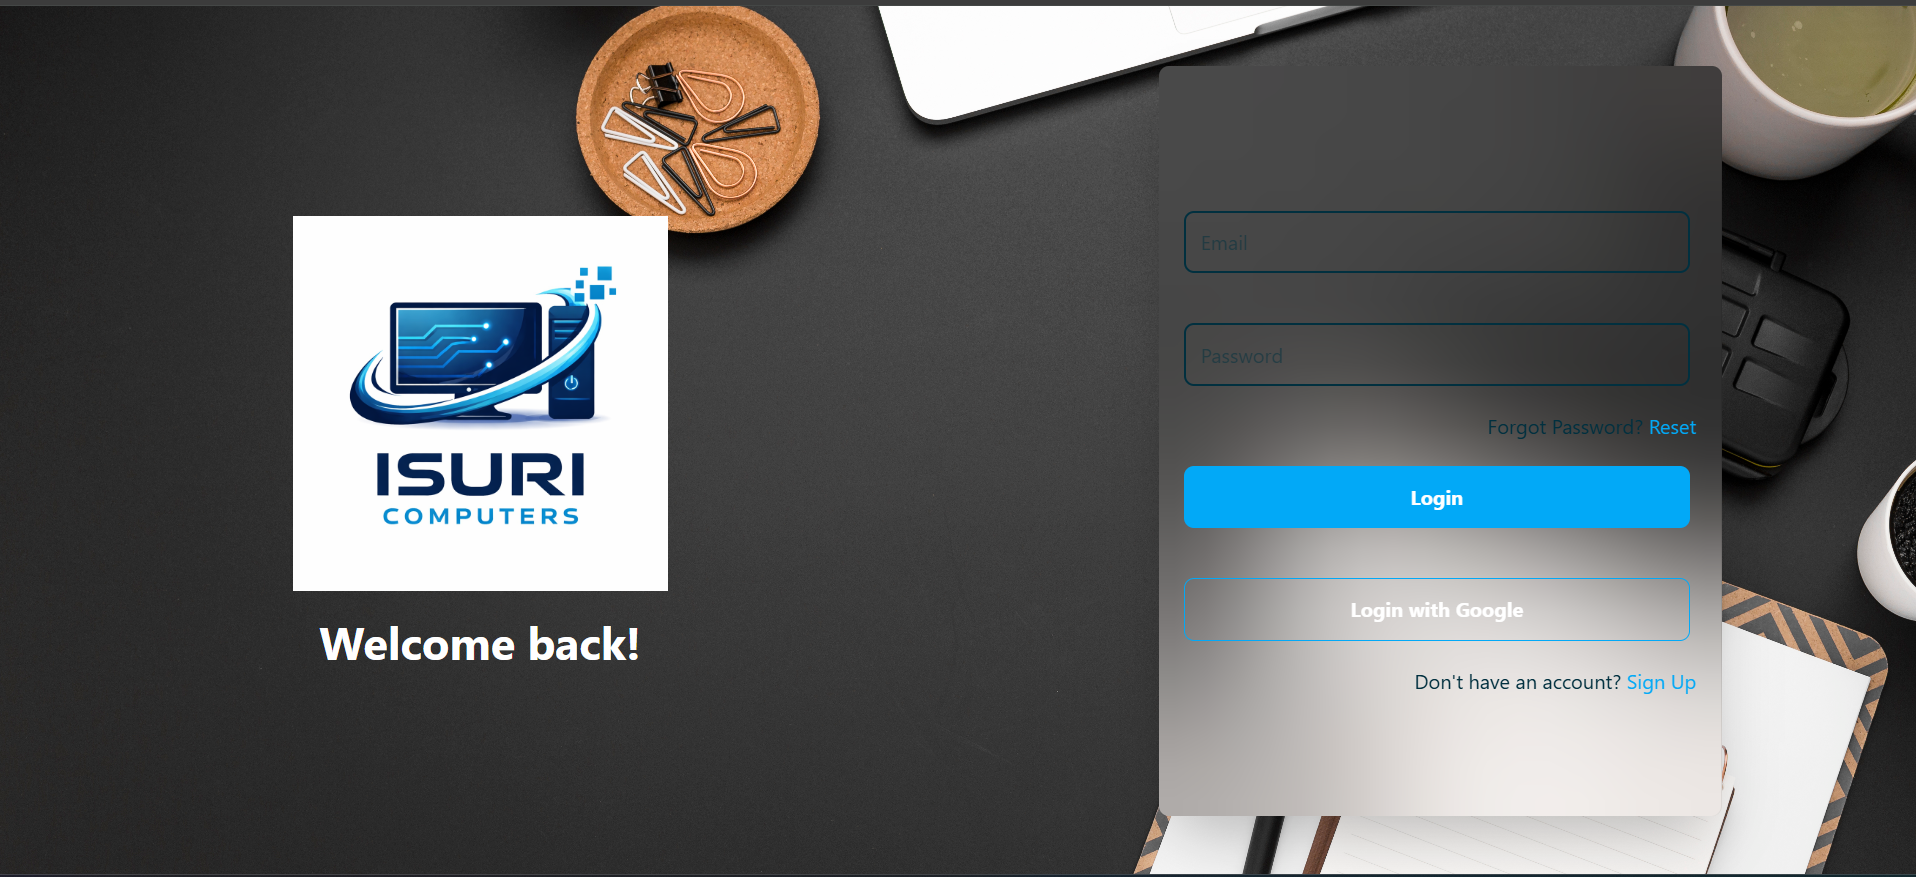 ISURI
COMPUTERS
Welcome back!
Email
Password
Forgot Password? Reset
Login
Login with Google
Don't have an account? Sign Up